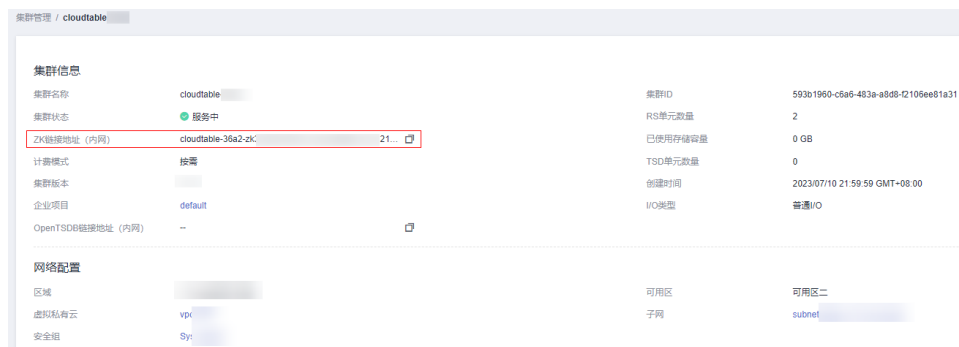 集群管理 / cloudtable
集群信息
集群名称 cloudtable- 集群ID 593b1960-c6a6-483a-a8d8-f2106ee81a31
集群状态 服务中 RS单元数量 2
ZK链接地址（内网） cloudtable-36a2-zk 21... 已使用存储容量 0 GB
计费模式 按需 TSD单元数量 0
集群版本 创建时间 2023/07/10 21:59:59 GMT+08:00
企业项目 default I/O类型 普通I/O
OpenTSDB链接地址（内网） --
网络配置
区域 可用区 可用区二
虚拟私有云 vpc 子网 subnet
安全组 Sys